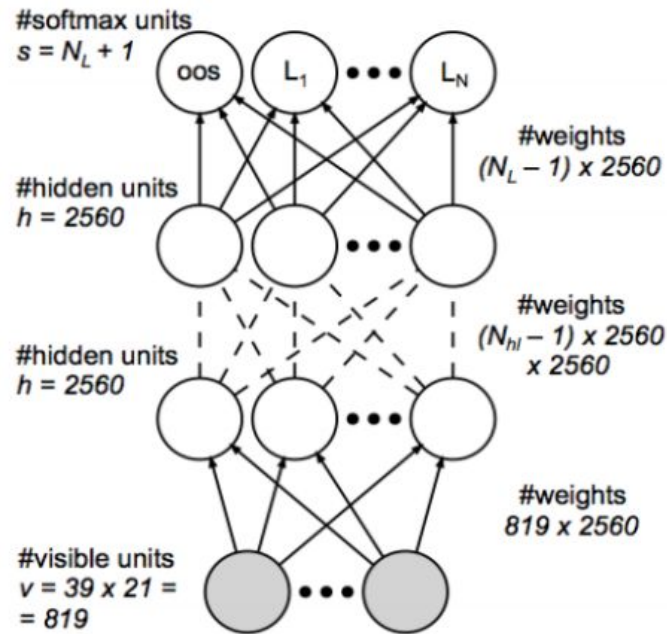 #softmax units
s = N_L + 1
oos
L_1
L_N
#weights
(N_L – 1) x 2560
#hidden units
h = 2560
#weights
(N_hl – 1) x 2560
x 2560
#hidden units
h = 2560
#weights
819 x 2560
#visible units
v = 39 x 21 =
= 819